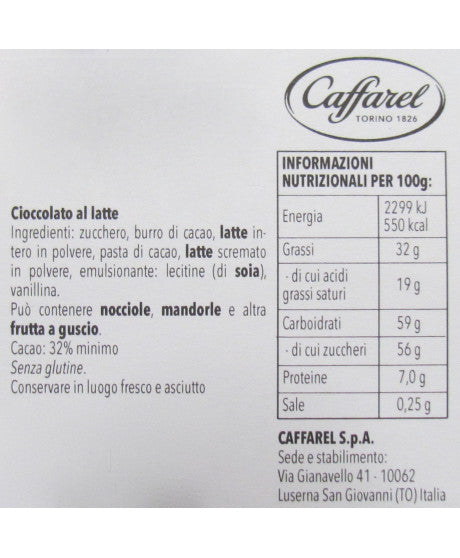 Caffarel
TORINO 1826
Cioccolato al latte
Ingredienti: zucchero, burro di cacao, latte in-
tero in polvere, pasta di cacao, latte scremato
in polvere, emulsionante: lecitine (di soia),
vanillina.
Può contenere nocciole, mandorle e altra
frutta a guscio.
Cacao: 32% minimo
Senza glutine.
Conservare in luogo fresco e asciutto
INFORMAZIONI
NUTRIZIONALI PER 100g:
Energia 2299 kJ
550 kcal
Grassi 32 g
- di cui acidi
grassi saturi 19 g
Carboidrati 59 g
- di cui zuccheri 56 g
Proteine 7,0 g
Sale 0,25 g
CAFFAREL S.p.A.
Sede e stabilimento:
Via Gianavello 41 - 10062
Luserna San Giovanni (TO) Italia